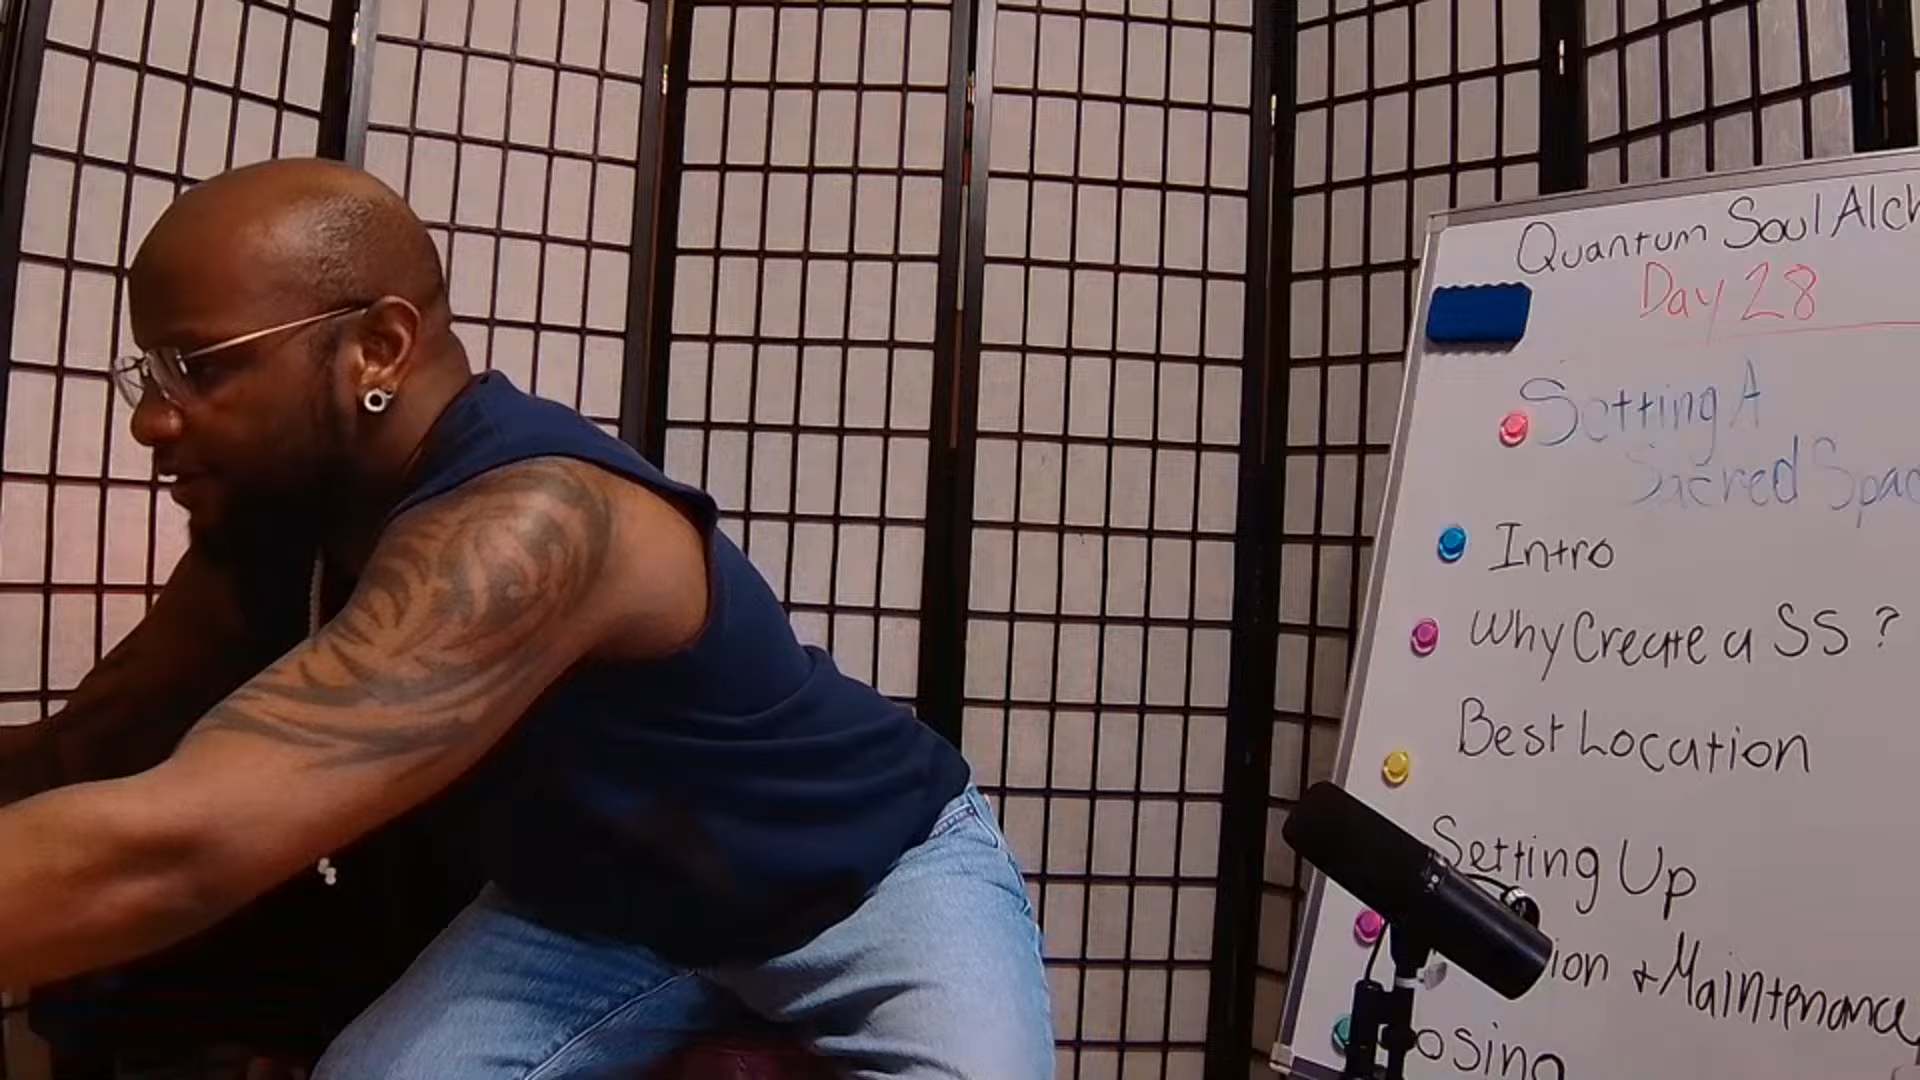 Quantum Soul Alch
Day 28
Setting A
Sacred Spac
Intro
Why Create a SS ?
Best Location
Setting Up
ion + Maintenance
osing